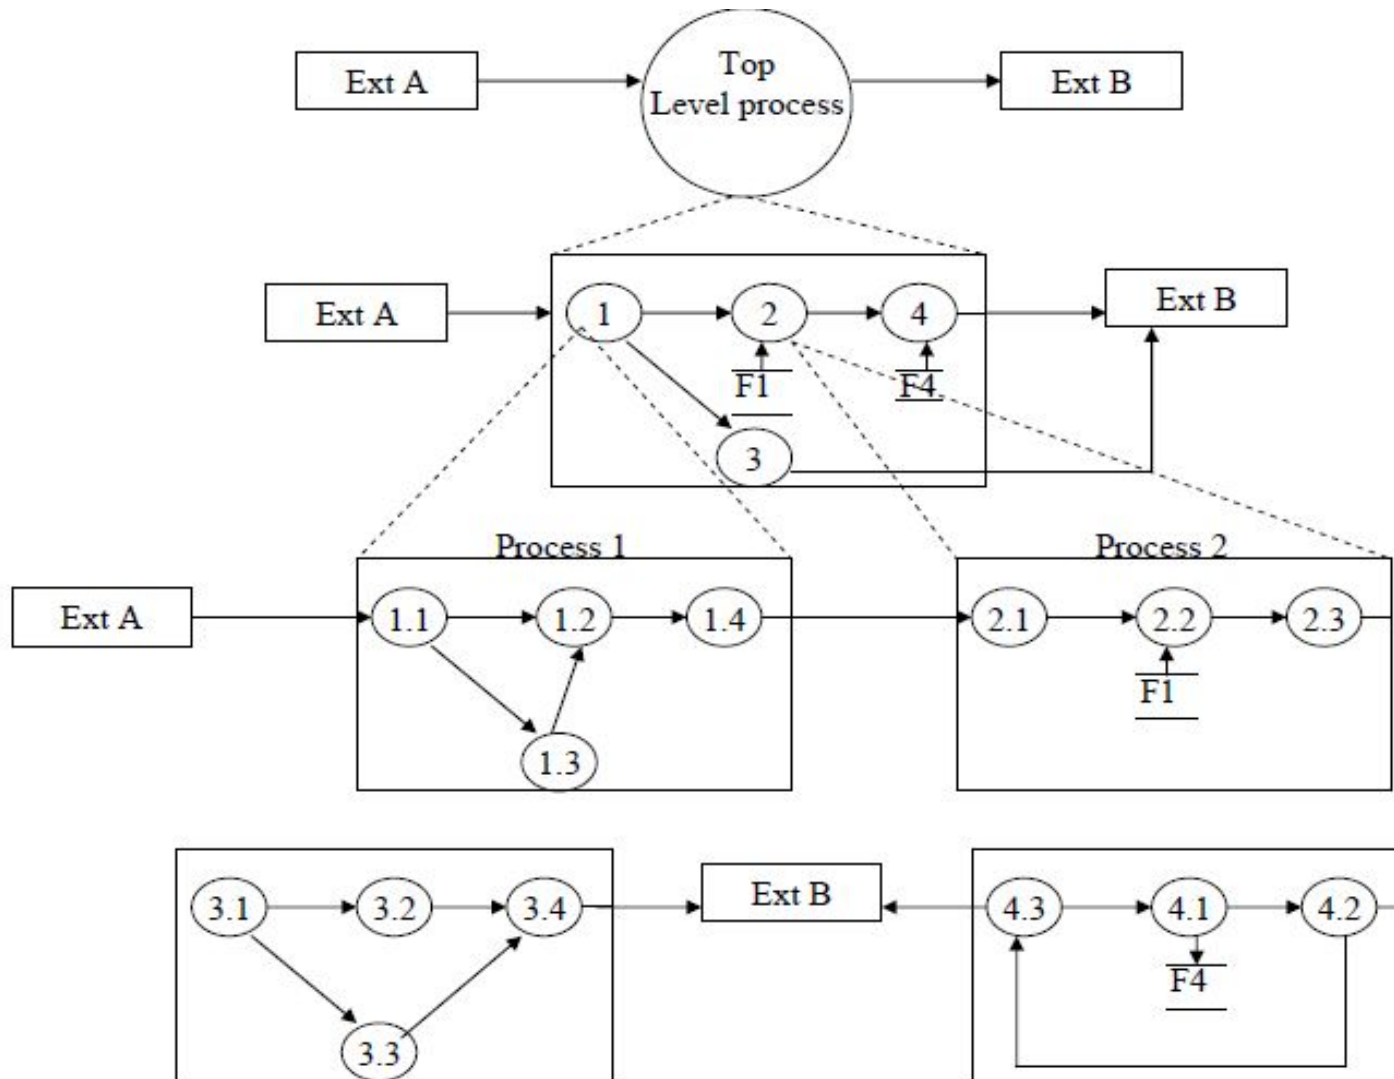 Top
Level process
Ext A
Ext B
Ext A
1
2
4
Ext B
F1
F4
3
Process 1
Process 2
Ext A
1.1
1.2
1.4
2.1
2.2
2.3
F1
1.3
3.1
3.2
3.4
Ext B
4.3
4.1
4.2
F4
3.3